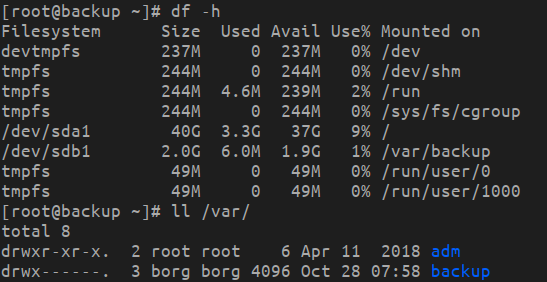 [root@backup ~]# df -h
Filesystem      Size  Used Avail Use% Mounted on
devtmpfs        237M     0  237M   0% /dev
tmpfs           244M     0  244M   0% /dev/shm
tmpfs           244M  4.6M  239M   2% /run
tmpfs           244M     0  244M   0% /sys/fs/cgroup
/dev/sda1        40G  3.3G   37G   9% /
/dev/sdb1       2.0G  6.0M  1.9G   1% /var/backup
tmpfs            49M     0   49M   0% /run/user/0
tmpfs            49M     0   49M   0% /run/user/1000
[root@backup ~]# ll /var/
total 8
drwxr-xr-x.  2 root root    6 Apr 11  2018 adm
drwx------.  3 borg borg 4096 Oct 28 07:58 backup